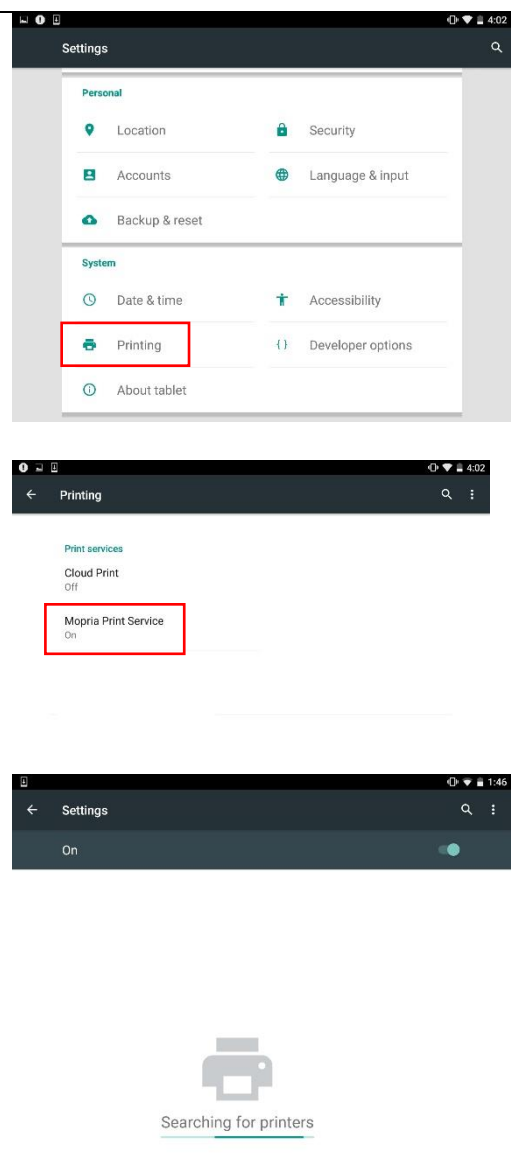 4:02
Settings
Personal
Location Security
Accounts Language & input
Backup & reset
System
Date & time Accessibility
Printing { } Developer options
About tablet
4:02
Printing
Print services
Cloud Print
Off
Mopria Print Service
On
1:46
Settings
On
Searching for printers